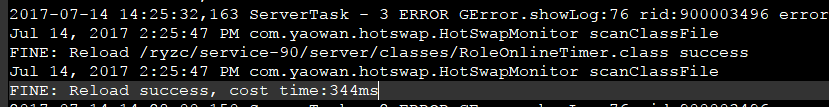 2017-07-14 14:25:32,163 ServerTask - 3 ERROR GError.showLog:76 rid:900003496 error
Jul 14, 2017 2:25:47 PM com.yaowan.hotswap.HotSwapMonitor scanClassFile
FINE: Reload /ryzc/service-90/server/classes/RoleOnlineTimer.class success
Jul 14, 2017 2:25:47 PM com.yaowan.hotswap.HotSwapMonitor scanClassFile
FINE: Reload success, cost time:344ms